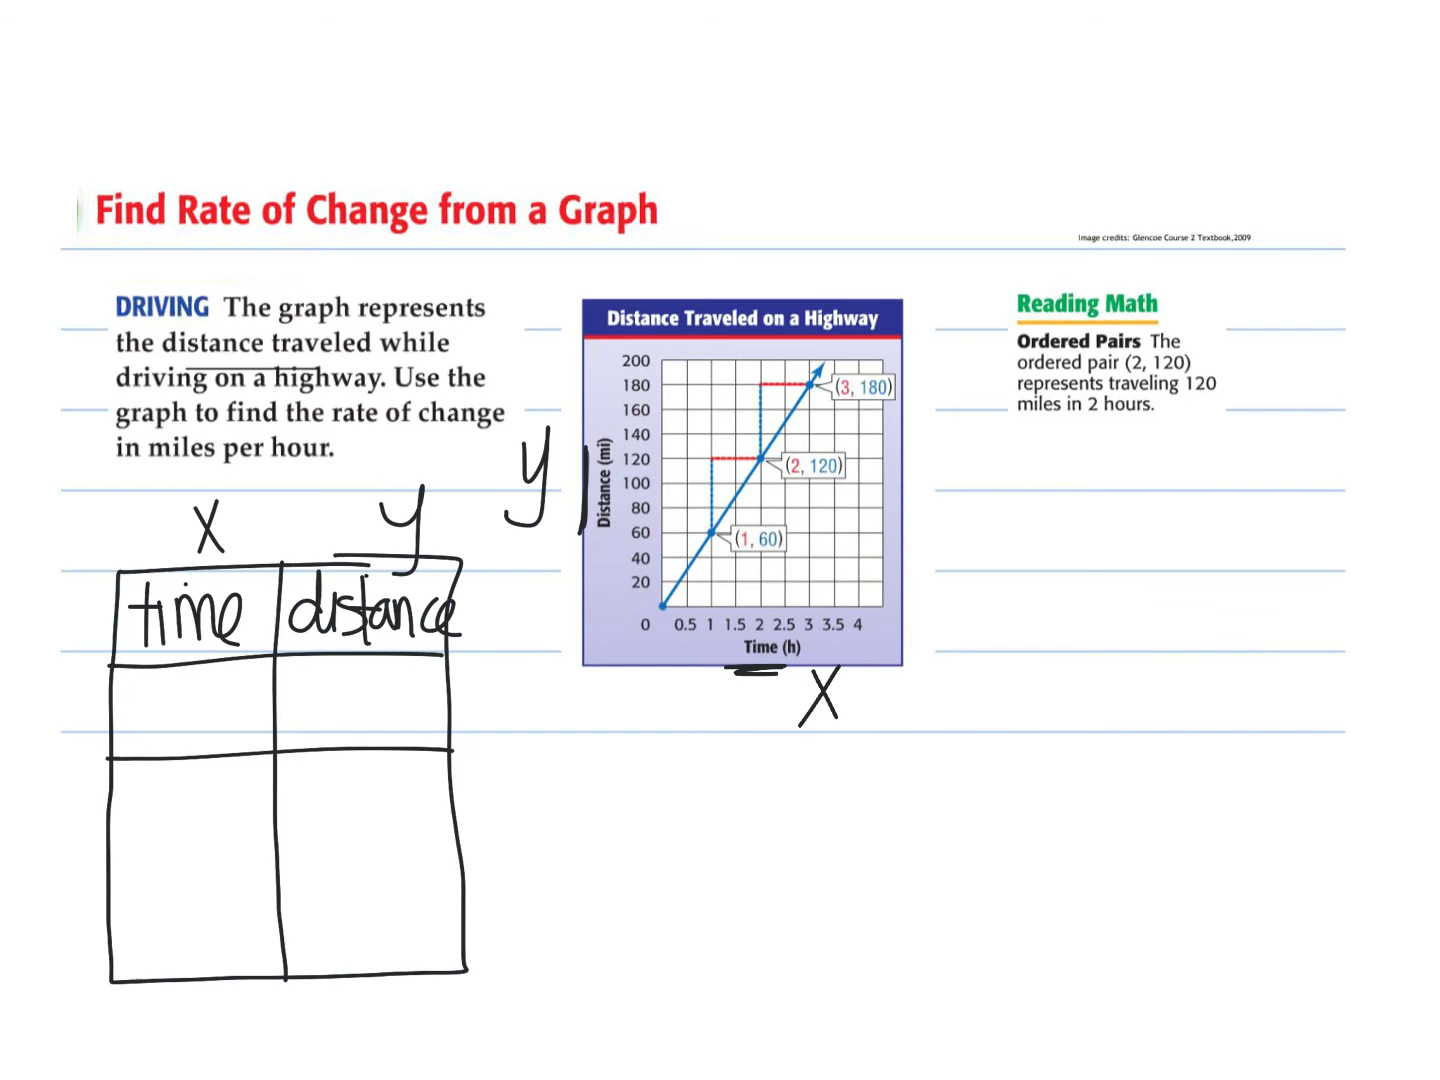 Find Rate of Change from a Graph
Image credits: Glencoe Course 2 Textbook,2009
DRIVING The graph represents
the distance traveled while
driving on a highway. Use the
graph to find the rate of change
in miles per hour.
x
y
time
distance
y
Distance Traveled on a Highway
Distance (mi)
200
180
160
140
120
100
80
60
40
20
0 0.5 1 1.5 2 2.5 3 3.5 4
(3, 180)
(2, 120)
(1, 60)
Time (h)
x
Reading Math
Ordered Pairs The
ordered pair (2, 120)
represents traveling 120
miles in 2 hours.